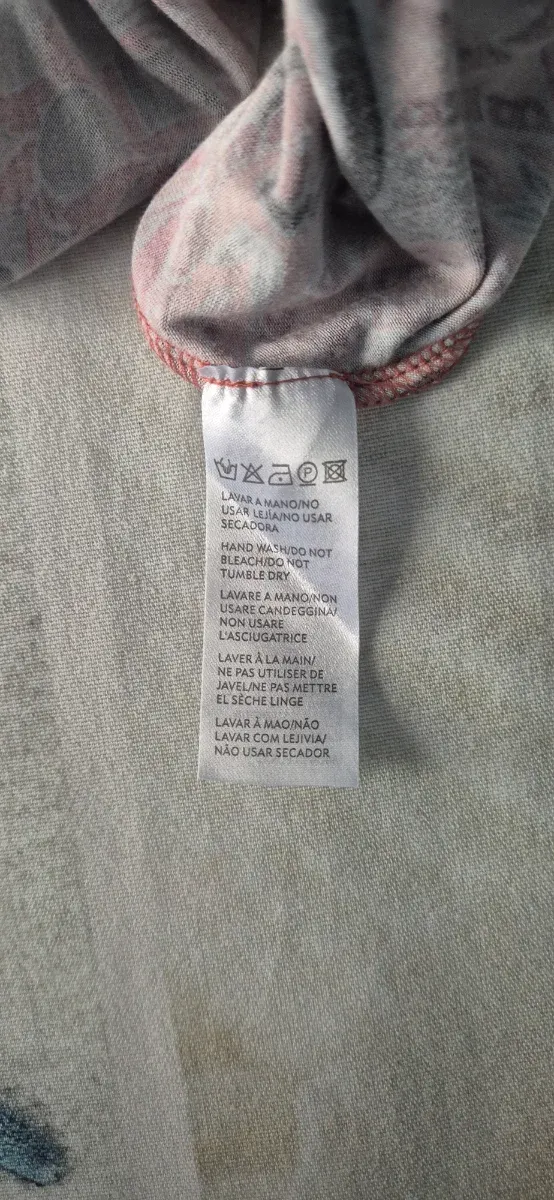 P
LAVAR A MANO/NO
USAR LEJÍA/NO USAR
SECADORA
HAND WASH/DO NOT
BLEACH/DO NOT
TUMBLE DRY
LAVARE A MANO/NON
USARE CANDEGGINA/
NON USARE
L'ASCIUGATRICE
LAVER À LA MAIN/
NE PAS UTILISER DE
JAVEL/NE PAS METTRE
EL SÈCHE LINGE
LAVAR À MAO/NÃO
LAVAR COM LEJIVIA/
NÃO USAR SECADOR